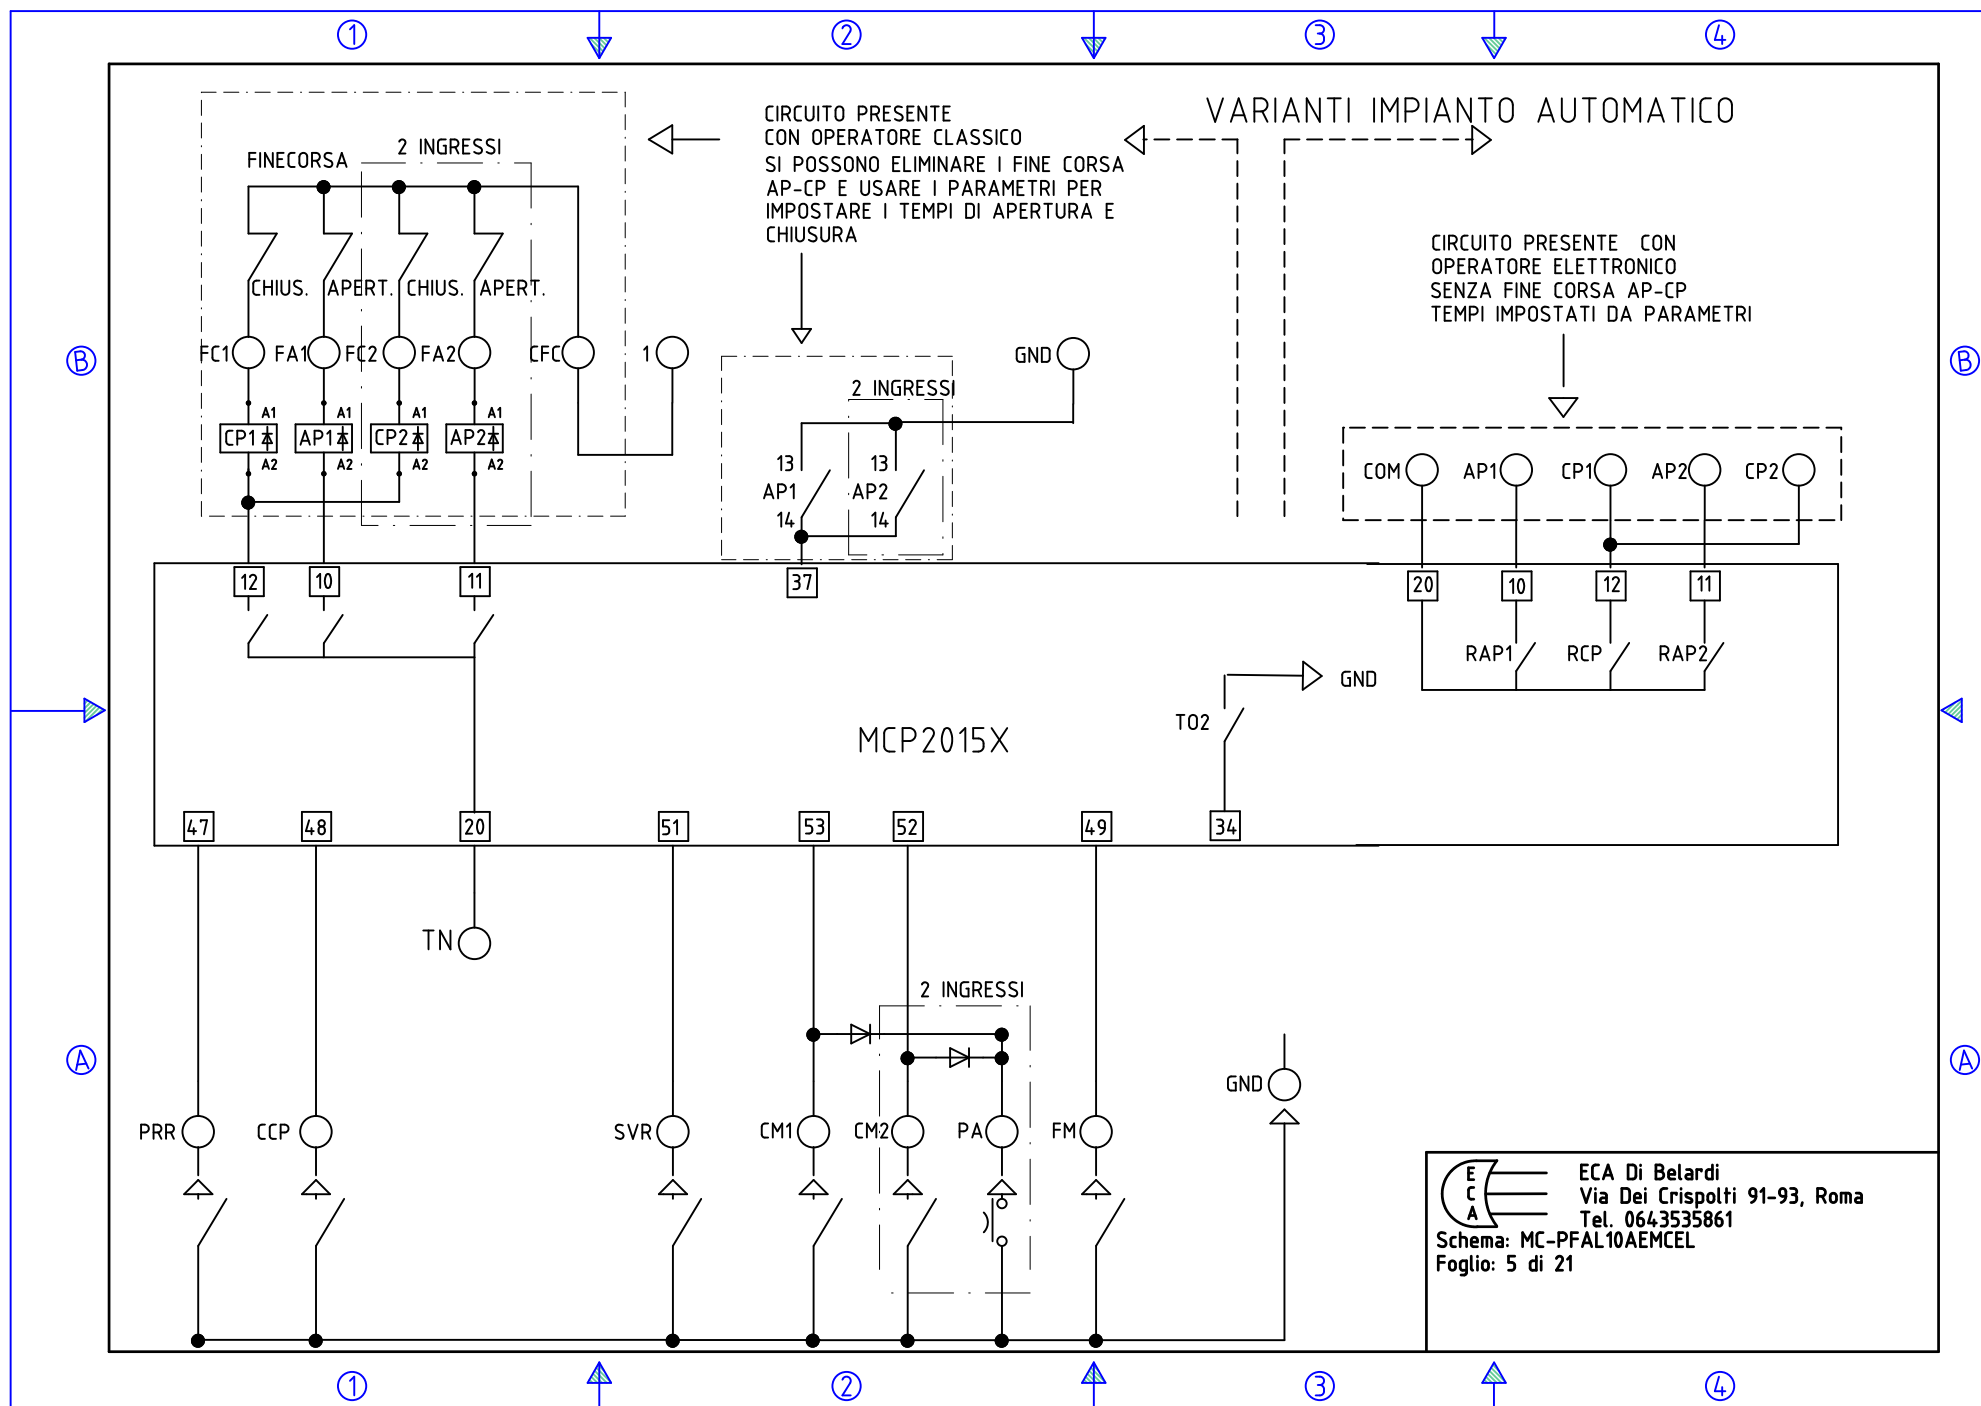 1 2 3 4
VARIANTI IMPIANTO AUTOMATICO
CIRCUITO PRESENTE
CON OPERATORE CLASSICO
SI POSSONO ELIMINARE I FINE CORSA
AP-CP E USARE I PARAMETRI PER
IMPOSTARE I TEMPI DI APERTURA E
CHIUSURA
FINECORSA
2 INGRESSI
CHIUS. APERT. CHIUS. APERT.
CIRCUITO PRESENTE CON
OPERATORE ELETTRONICO
SENZA FINE CORSA AP-CP
TEMPI IMPOSTATI DA PARAMETRI
B FC1 FA1 FC2 FA2 CFC 1 GND B
2 INGRESSI
A1 A1 A1 A1
CP1 AP1 CP2 AP2
A2 A2 A2 A2
13 13
AP1 AP2
14 14
COM AP1 CP1 AP2 CP2
12 10 11 37 20 10 12 11
RAP1 RCP RAP2
GND
TO2
MCP2015X
47 48 20 51 53 52 49 34
TN
2 INGRESSI
A GND A
PRR CCP SVR CM1 CM2 PA FM
E
C
A
ECA Di Belardi
Via Dei Crispolti 91-93, Roma
Tel. 0643535861
Schema: MC-PFAL10AEMCEL
Foglio: 5 di 21
1 2 3 4